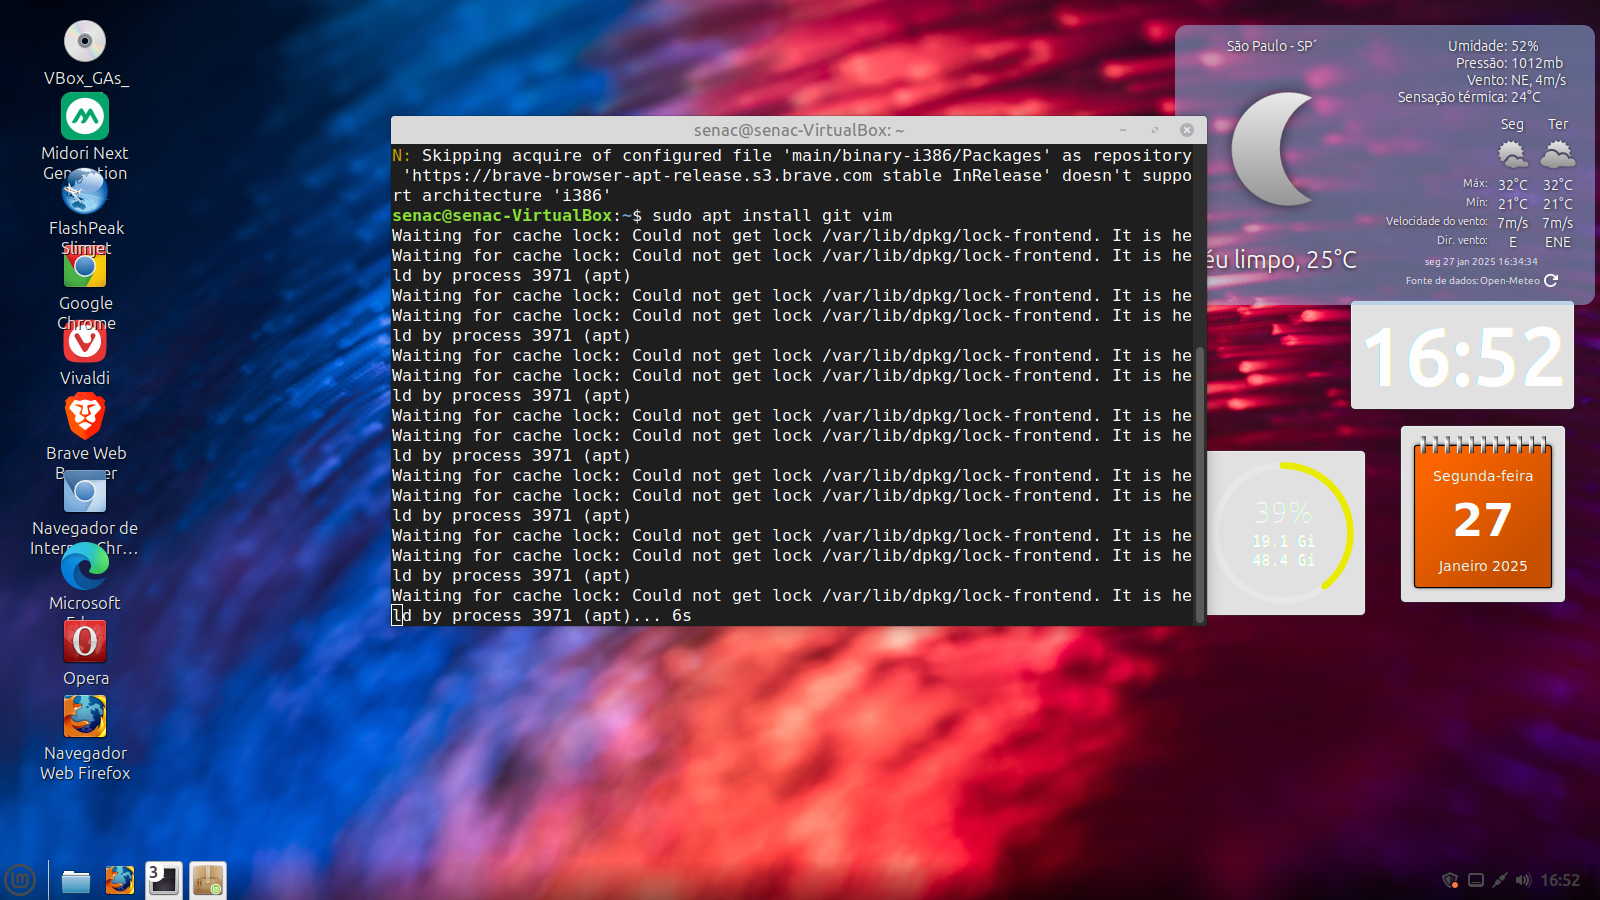 VBox_GAs_
Midori Next
Generation
FlashPeak
Slimjet
Google
Chrome
Vivaldi
Brave Web
Navegador de
Microsoft
Opera
Navegador
Web Firefox
senac@senac-VirtualBox: ~
N: Skipping acquire of configured file 'main/binary-i386/Packages' as repository
'https://brave-browser-apt-release.s3.brave.com stable InRelease' doesn't suppo
rt architecture 'i386'
senac@senac-VirtualBox:~$ sudo apt install git vim
Waiting for cache lock: Could not get lock /var/lib/dpkg/lock-frontend. It is he
Waiting for cache lock: Could not get lock /var/lib/dpkg/lock-frontend. It is he
ld by process 3971 (apt)
Waiting for cache lock: Could not get lock /var/lib/dpkg/lock-frontend. It is he
Waiting for cache lock: Could not get lock /var/lib/dpkg/lock-frontend. It is he
ld by process 3971 (apt)
Waiting for cache lock: Could not get lock /var/lib/dpkg/lock-frontend. It is he
Waiting for cache lock: Could not get lock /var/lib/dpkg/lock-frontend. It is he
ld by process 3971 (apt)
Waiting for cache lock: Could not get lock /var/lib/dpkg/lock-frontend. It is he
Waiting for cache lock: Could not get lock /var/lib/dpkg/lock-frontend. It is he
ld by process 3971 (apt)
Waiting for cache lock: Could not get lock /var/lib/dpkg/lock-frontend. It is he
Waiting for cache lock: Could not get lock /var/lib/dpkg/lock-frontend. It is he
ld by process 3971 (apt)
Waiting for cache lock: Could not get lock /var/lib/dpkg/lock-frontend. It is he
Waiting for cache lock: Could not get lock /var/lib/dpkg/lock-frontend. It is he
ld by process 3971 (apt)
Waiting for cache lock: Could not get lock /var/lib/dpkg/lock-frontend. It is he
ld by process 3971 (apt)... 6s
São Paulo - SP´
Umidade: 52%
Pressão: 1012mb
Vento: NE, 4m/s
Sensação térmica: 24°C
Seg Ter
Máx: 32°C 32°C
Mín: 21°C 21°C
Velocidade do vento: 7m/s 7m/s
Dir. vento: E ENE
éu limpo, 25°C
seg 27 jan 2025 16:34:34
Fonte de dados: Open-Meteo
16:52
39%
19.1 Gi
48.4 Gi
Segunda-feira
27
Janeiro 2025
3
16:52